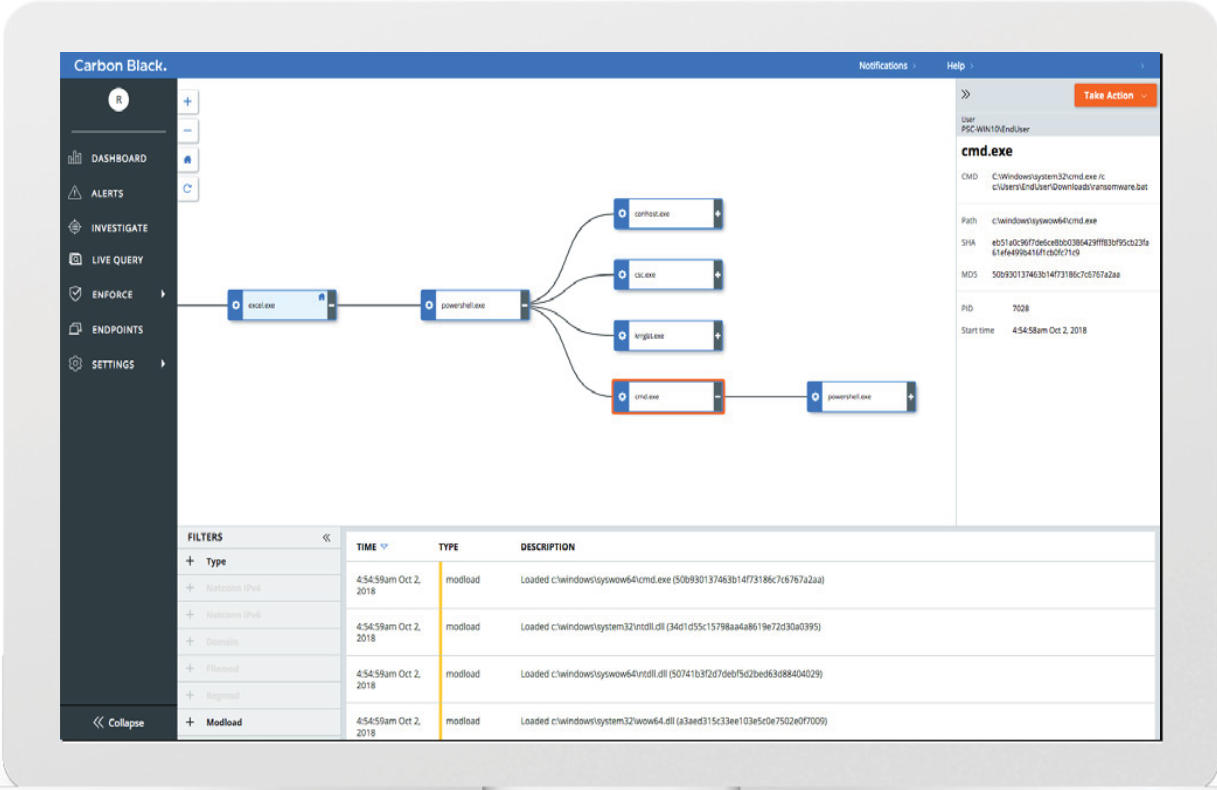 Carbon Black.
Notifications
Help
R
DASHBOARD
ALERTS
INVESTIGATE
LIVE QUERY
ENFORCE
ENDPOINTS
SETTINGS
Collapse
excel.exe
powershell.exe
conhost.exe
csc.exe
cmd.exe
powershell.exe
Take Action
User
PSC-WIN10\EndUser
cmd.exe
CMD C:\Windows\system32\cmd.exe /c
c:\Users\EndUser\Downloads\ransomware.bat
Path c:\windows\syswow64\cmd.exe
SHA eb51a0c96f7de6ce8bb0386429fff83bf95cb23fa
61efe499b416f1cb0fc71c9
MD5 50b930137463b14f73186c7c6767a2aa
PID 7028
Start time 4:54:58am Oct 2, 2018
FILTERS
Type
Netconn IPv4
Netconn IPv6
Domain
Filemod
Regmod
Modload
TIME TYPE DESCRIPTION
4:54:59am Oct 2, modload Loaded c:\windows\syswow64\cmd.exe (50b930137463b14f73186c7c6767a2aa)
2018
4:54:59am Oct 2, modload Loaded c:\windows\system32\ntdll.dll (34d1d55c15798aa4a8619e72d30a0395)
2018
4:54:59am Oct 2, modload Loaded c:\windows\syswow64\ntdll.dll (50741b3f2d7debf5d2bed63d88404029)
2018
4:54:59am Oct 2, modload Loaded c:\windows\system32\wow64.dll (a3aed315c33ee103e5c0e7502e0f7009)
2018